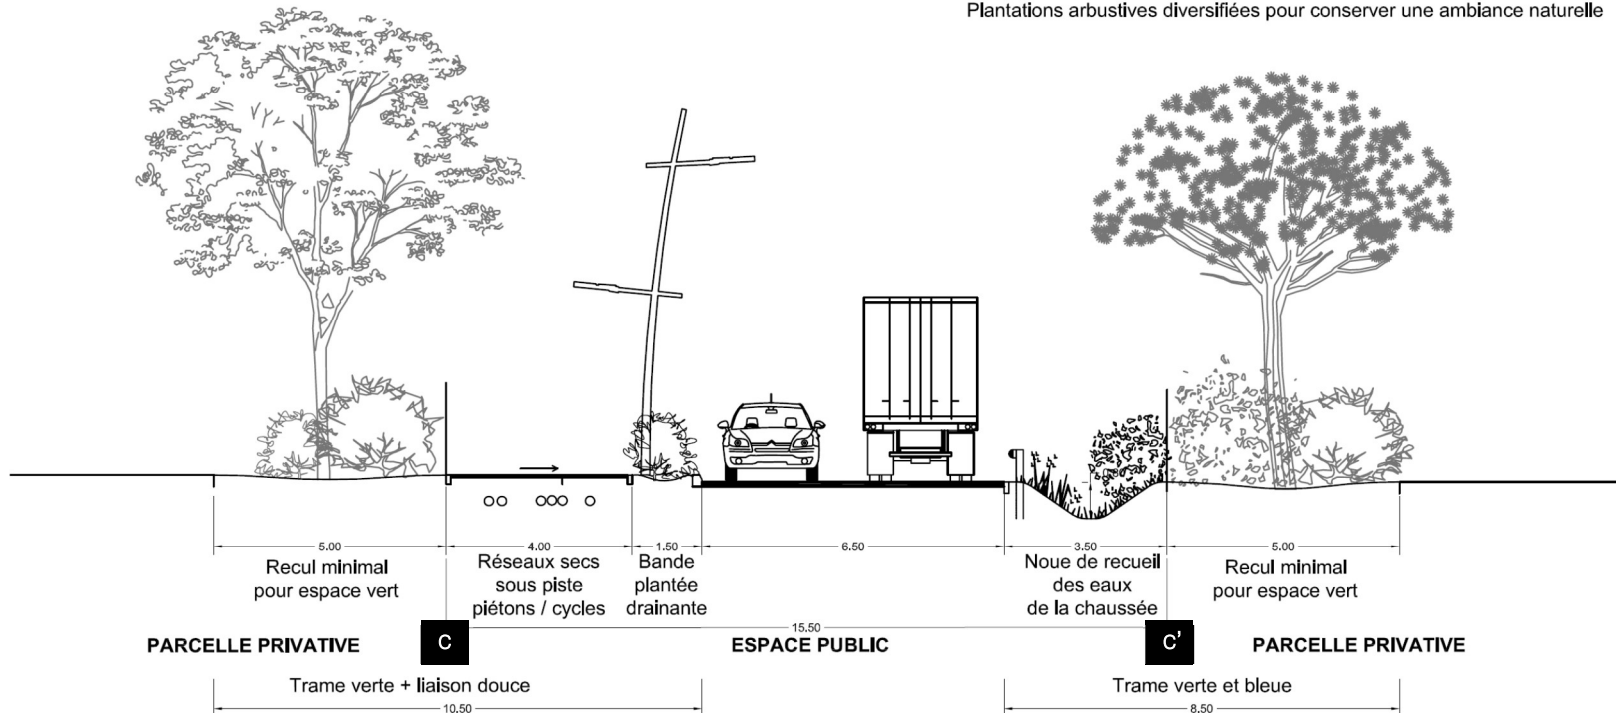 Plantations arbustives diversifiées pour conserver une ambiance naturelle
5.00
4.00
1.50
6.50
3.50
5.00
Recul minimal
pour espace vert
Réseaux secs
sous piste
piétons / cycles
Bande
plantée
drainante
Noue de recueil
des eaux
de la chaussée
Recul minimal
pour espace vert
15.50
PARCELLE PRIVATIVE
C
ESPACE PUBLIC
C'
PARCELLE PRIVATIVE
Trame verte + liaison douce
Trame verte et bleue
10.50
8.50